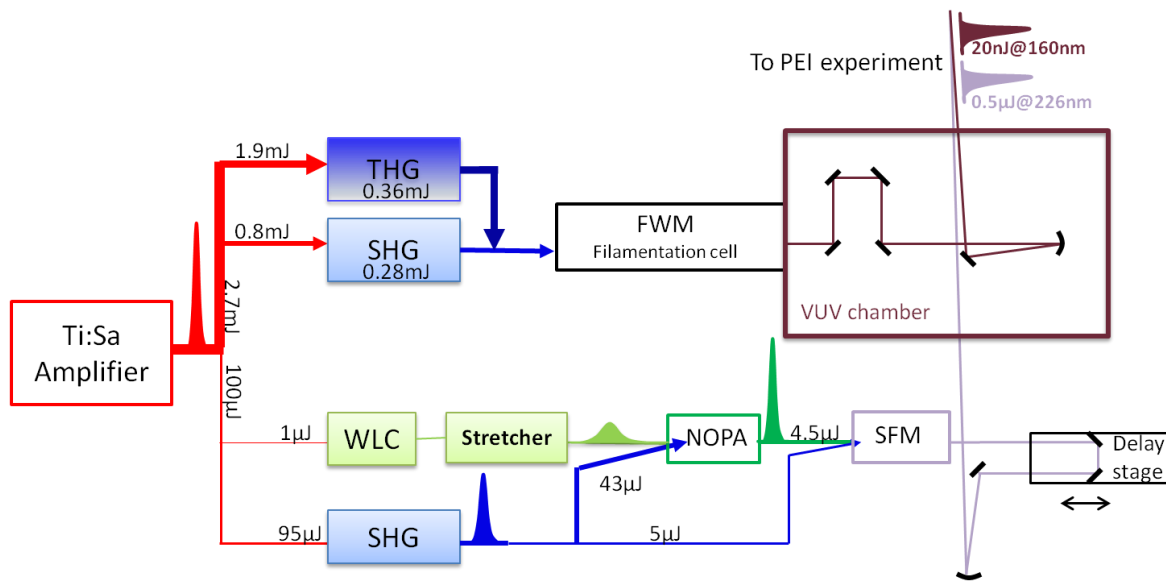 20nJ@160nm
To PEI experiment
0.5µJ@226nm
1.9mJ
THG
0.36mJ
0.8mJ
SHG
0.28mJ
FWM
Filamentation cell
VUV chamber
2.7mJ
Ti:Sa
Amplifier
100µJ
1µJ
WLC
Stretcher
NOPA
4.5µJ
SFM
Delay
stage
43µJ
95µJ
SHG
5µJ